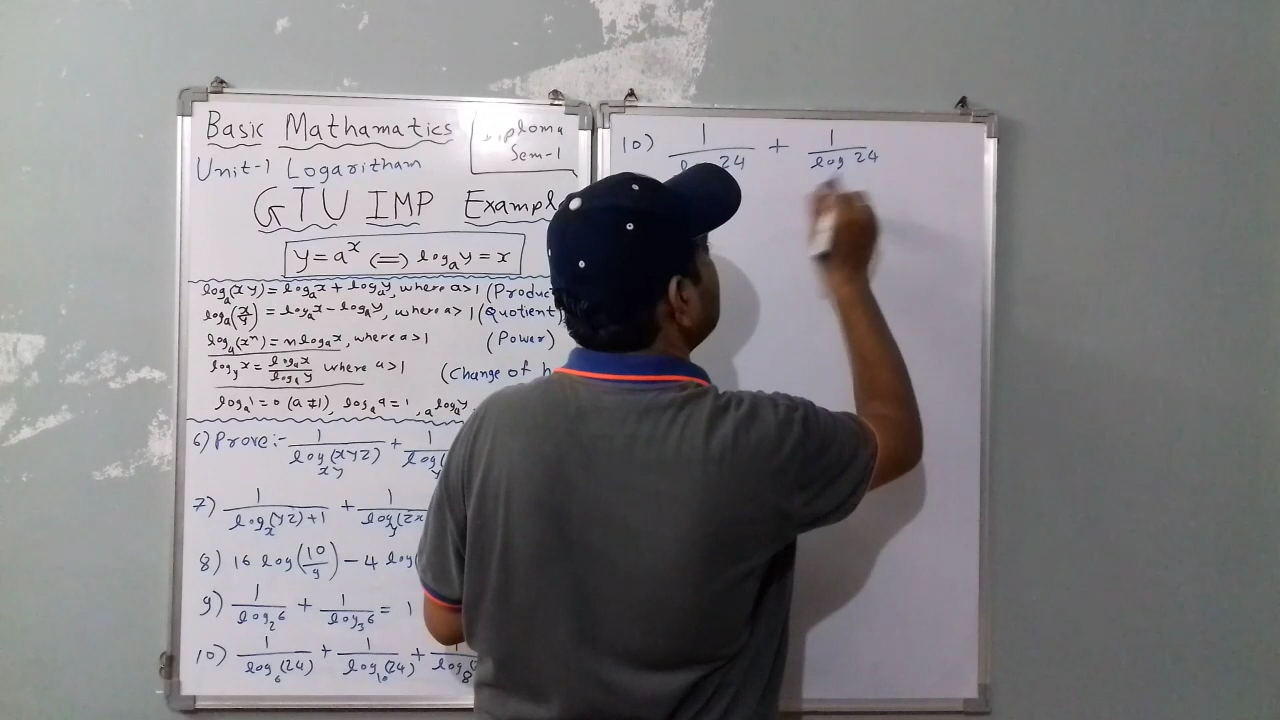 Basic Mathamatics
Diploma
Sem-1
Unit-1 Logaritham
GTU IMP Exampl
y = a^x ⟺ log_a y = x
log_a(xy) = log_a x + log_a y, where a>1 (Product
log_a(x/y) = log_a x − log_a y, where a>1 (Quotient)
log_a(x^n) = n log_a x, where a>1 (Power)
log_y x = log_a x / log_a y where a>1 (Change of b
log_a 1 = 0 (a≠1), log_a a = 1, a^log_a y
6) Prove:- 1/log_xy(xyz) + 1/log
7) 1/(log_x(yz)+1) + 1/log_y(zx
8) 16 log(10/9) − 4 log(
9) 1/log_2 6 + 1/log_3 6 = 1
10) 1/log_6(24) + 1/log_10(24) + 1/log_8(
10) 1/log 24 + 1/log 24